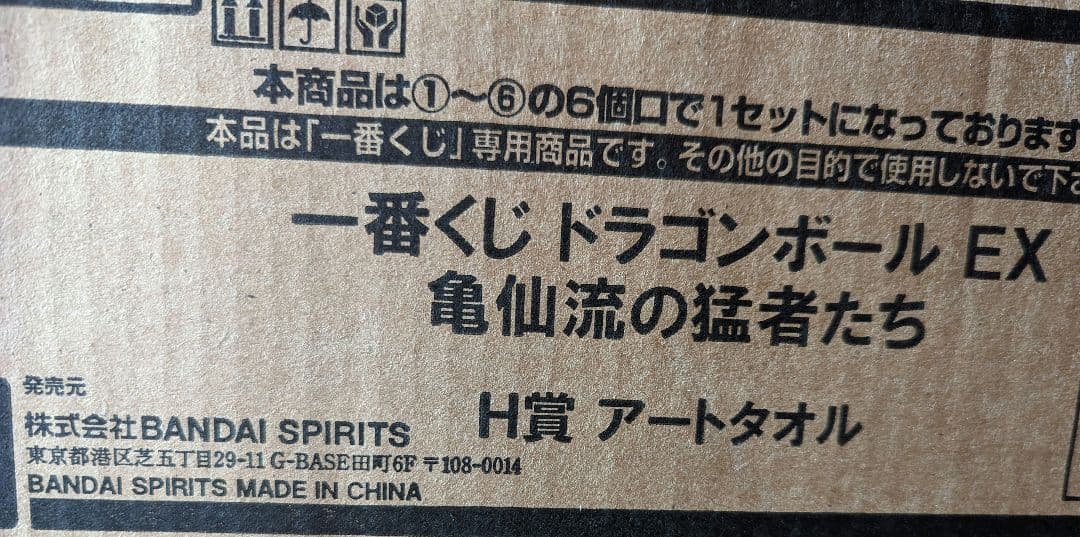 本商品は①〜⑥の6個口で1セットになっております
本品は「一番くじ」専用商品です。その他の目的で使用しないで下さ
一番くじ ドラゴンボール EX
亀仙流の猛者たち
H賞 アートタオル
発売元
株式会社BANDAI SPIRITS
東京都港区芝五丁目29-11 G-BASE田町6F 〒108-0014
BANDAI SPIRITS MADE IN CHINA